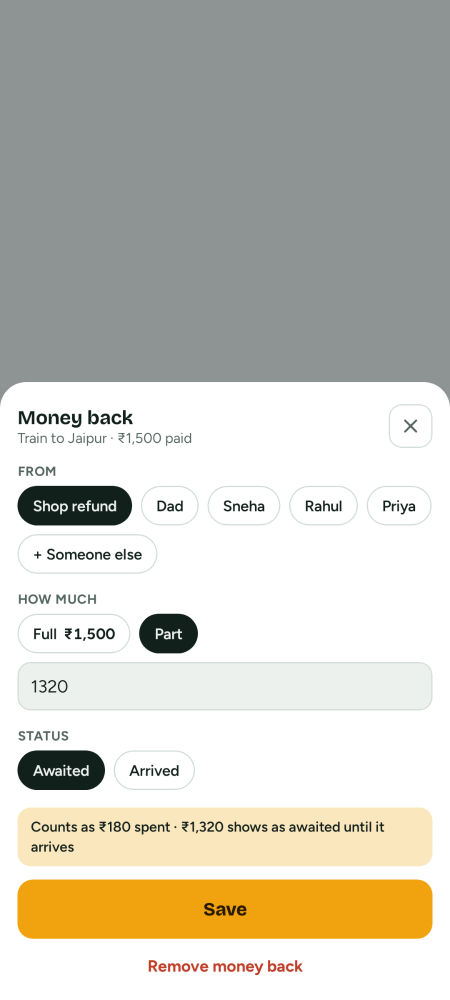 Money back
Train to Jaipur · ₹1,500 paid
FROM
Shop refund Dad Sneha Rahul Priya
+ Someone else
HOW MUCH
Full ₹1,500 Part
1320
STATUS
Awaited Arrived
Counts as ₹180 spent · ₹1,320 shows as awaited until it
arrives
Save
Remove money back